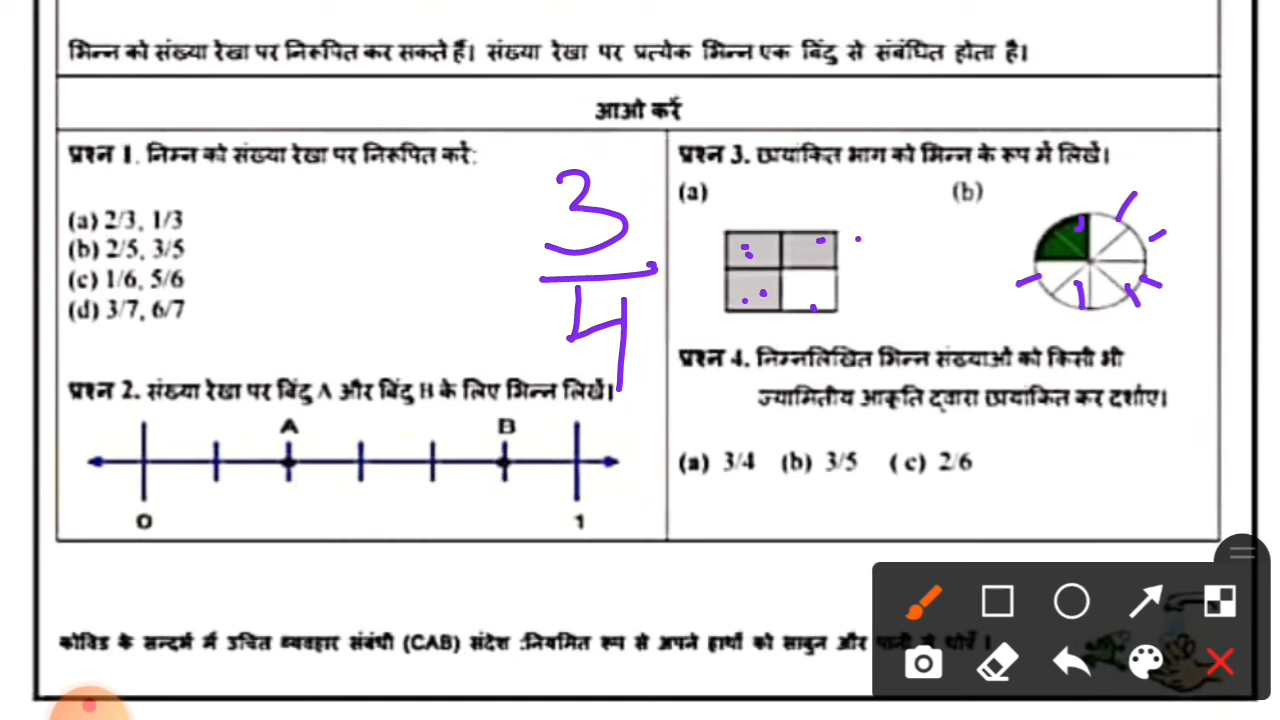 भिन्न को संख्या रेखा पर निरूपित कर सकते हैं। संख्या रेखा पर प्रत्येक भिन्न एक बिंदु से संबंधित होता है।
आओ करें
प्रश्न 1. निम्न को संख्या रेखा पर निरूपित करें:
(a) 2/3, 1/3
(b) 2/5, 3/5
(c) 1/6, 5/6
(d) 3/7, 6/7
3
4
प्रश्न 2. संख्या रेखा पर बिंदु A और बिंदु B के लिए भिन्न लिखें।
A B
0 1
प्रश्न 3. छायांकित भाग को भिन्न के रूप में लिखें।
(a) (b)
प्रश्न 4. निम्नलिखित भिन्न संख्याओं को किसी भी
ज्यामितीय आकृति द्वारा छायांकित कर दर्शाए।
(a) 3/4 (b) 3/5 ( c) 2/6
कोविड के सन्दर्भ में उचित व्यवहार संबंधी (CAB) संदेश :नियमित रूप से अपने हाथों को साबुन और पानी से धोएँ ।